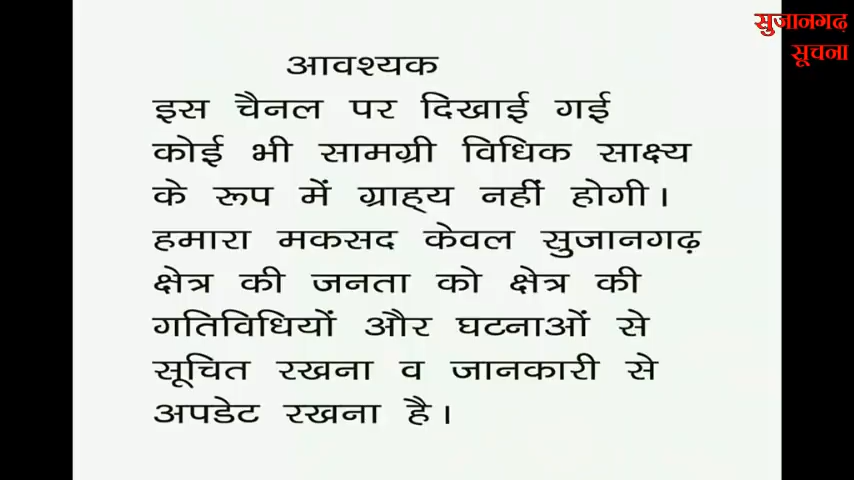 सुजानगढ़
सूचना
आवश्यक
इस चैनल पर दिखाई गई
कोई भी सामग्री विधिक साक्ष्य
के रूप में ग्राह्य नहीं होगी।
हमारा मकसद केवल सुजानगढ़
क्षेत्र की जनता को क्षेत्र की
गतिविधियों और घटनाओं से
सूचित रखना व जानकारी से
अपडेट रखना है।